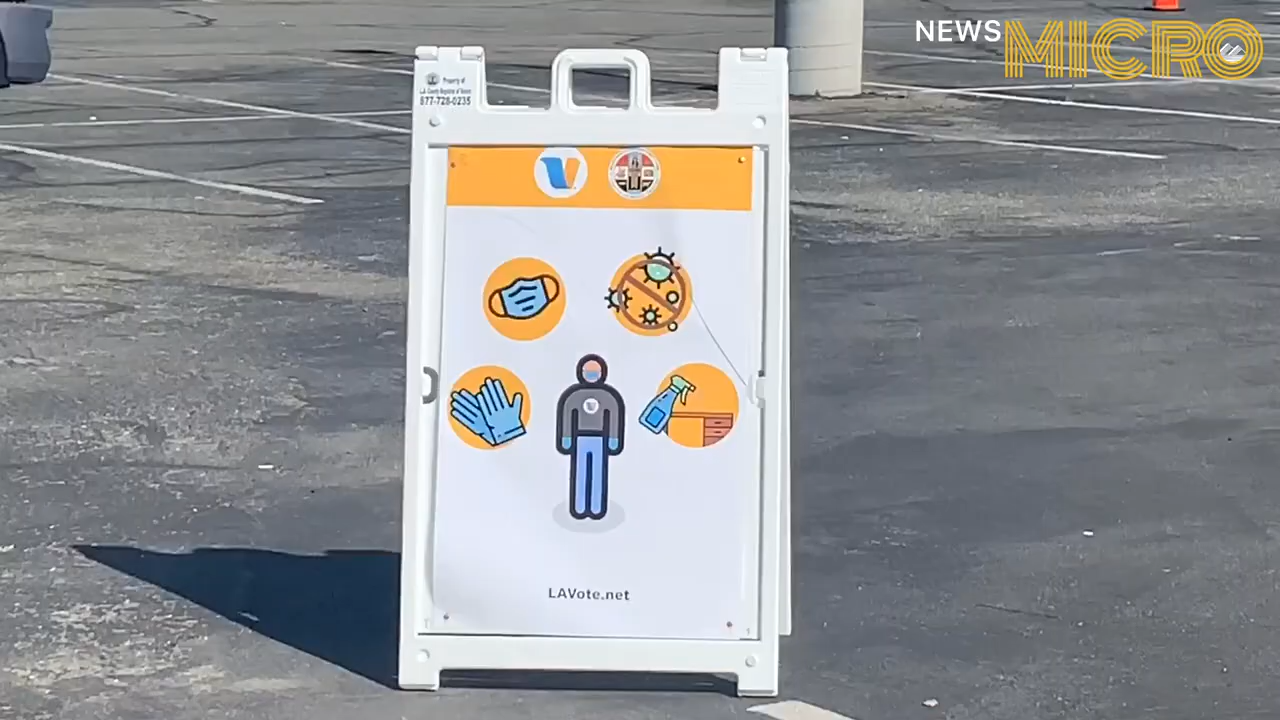 NEWS MICRO
Property of
L.A. County Registrar of Voters
877-728-0235
LAVote.net